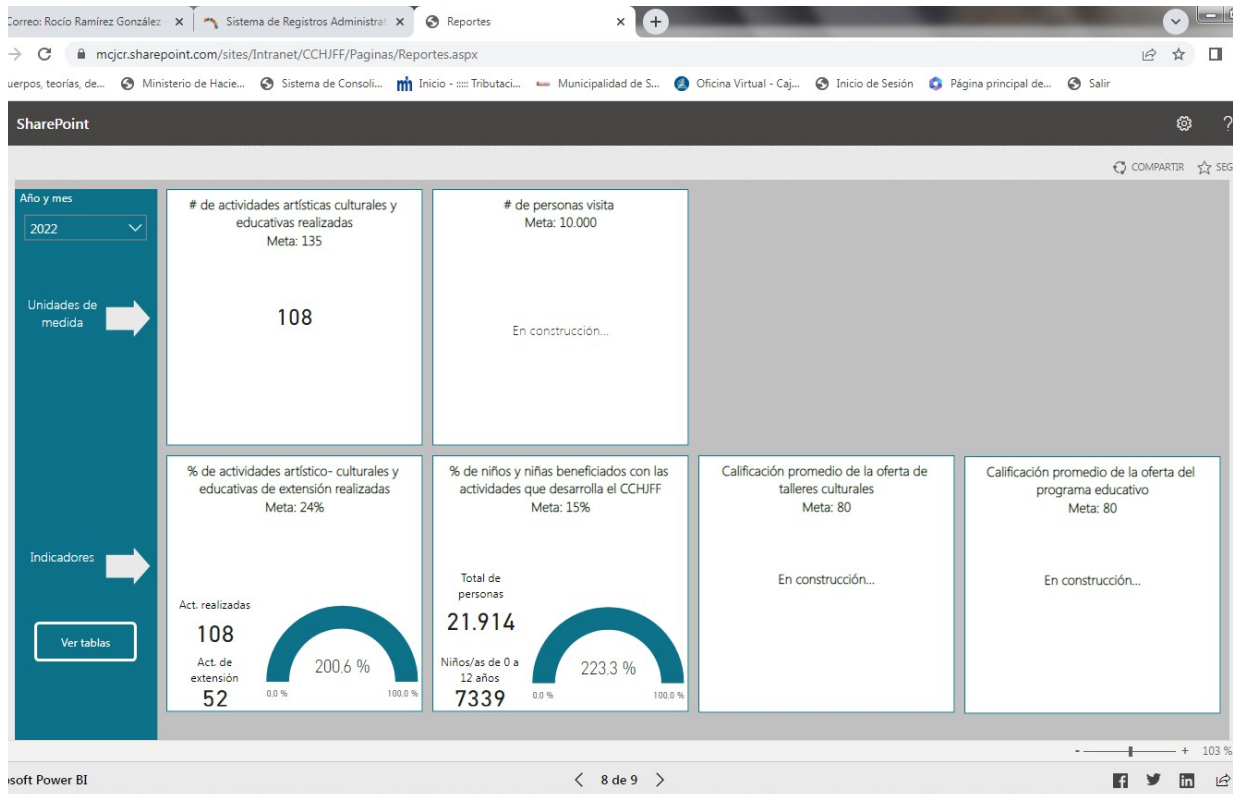 Correo: Rocío Ramírez González
Sistema de Registros Administrat
Reportes
mcjcr.sharepoint.com/sites/Intranet/CCHJFF/Paginas/Reportes.aspx
uerpos, teorías, de...
Ministerio de Hacie...
Sistema de Consoli...
Inicio - ::::: Tributaci...
Municipalidad de S...
Oficina Virtual - Caj...
Inicio de Sesión
Página principal de...
Salir
SharePoint
?
COMPARTIR
SEG
Año y mes
2022
Unidades de
medida
# de actividades artísticas culturales y
educativas realizadas
Meta: 135
108
# de personas visita
Meta: 10.000
En construcción...
Indicadores
Ver tablas
% de actividades artístico- culturales y
educativas de extensión realizadas
Meta: 24%
Act. realizadas
108
Act. de
extensión
52
200.6 %
0.0 %
100.0 %
% de niños y niñas beneficiados con las
actividades que desarrolla el CCHJFF
Meta: 15%
Total de
personas
21.914
Niños/as de 0 a
12 años
7339
223.3 %
0.0 %
100.0 %
Calificación promedio de la oferta de
talleres culturales
Meta: 80
En construcción...
Calificación promedio de la oferta del
programa educativo
Meta: 80
En construcción...
- + 103 %
osoft Power BI
< 8 de 9 >